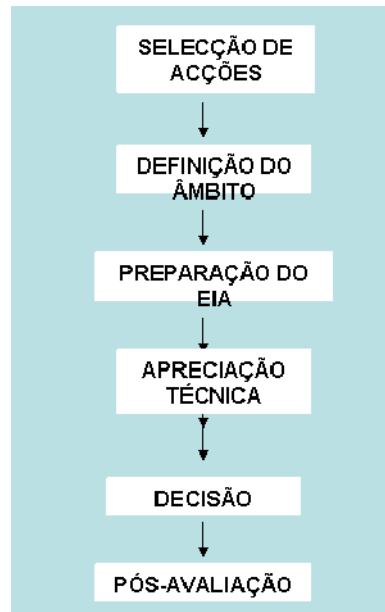 SELECÇÃO DE
ACÇÕES
DEFINIÇÃO DO
ÂMBITO
PREPARAÇÃO DO
EIA
APRECIAÇÃO
TÉCNICA
DECISÃO
PÓS-AVALIAÇÃO